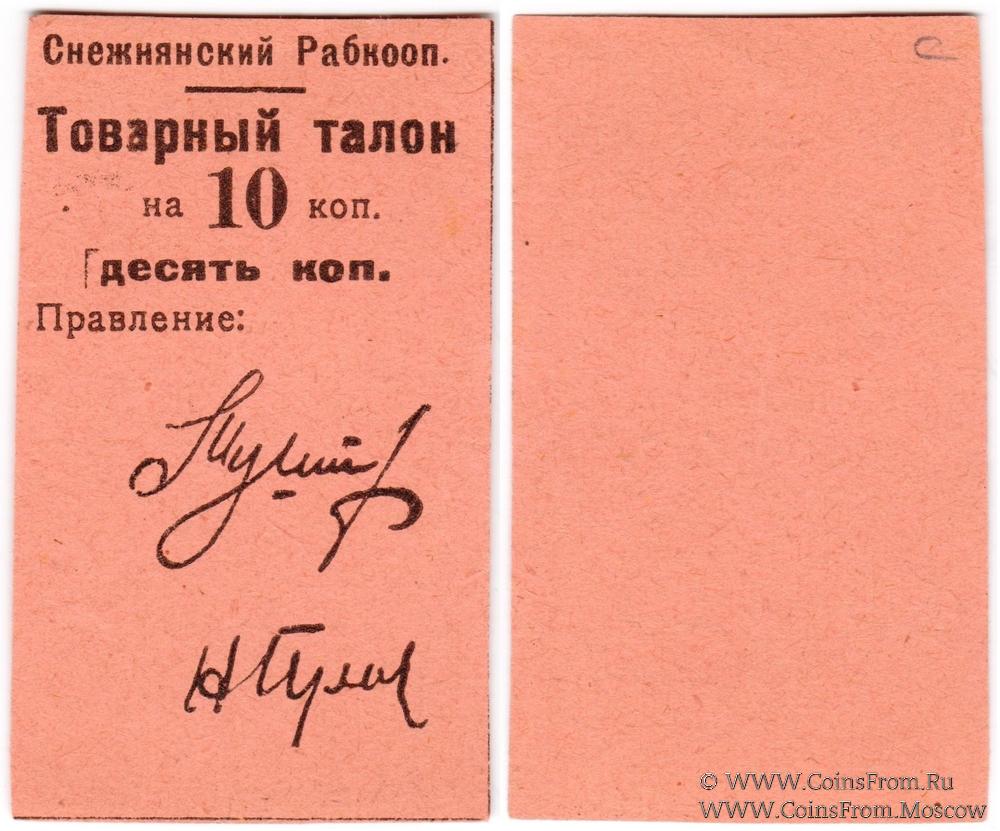 Снежнянский Рабкооп.
Товарный талон
на 10 коп.
десять коп.
Правление:
© WWW.CoinsFrom.Ru
WWW.CoinsFrom.Moscow